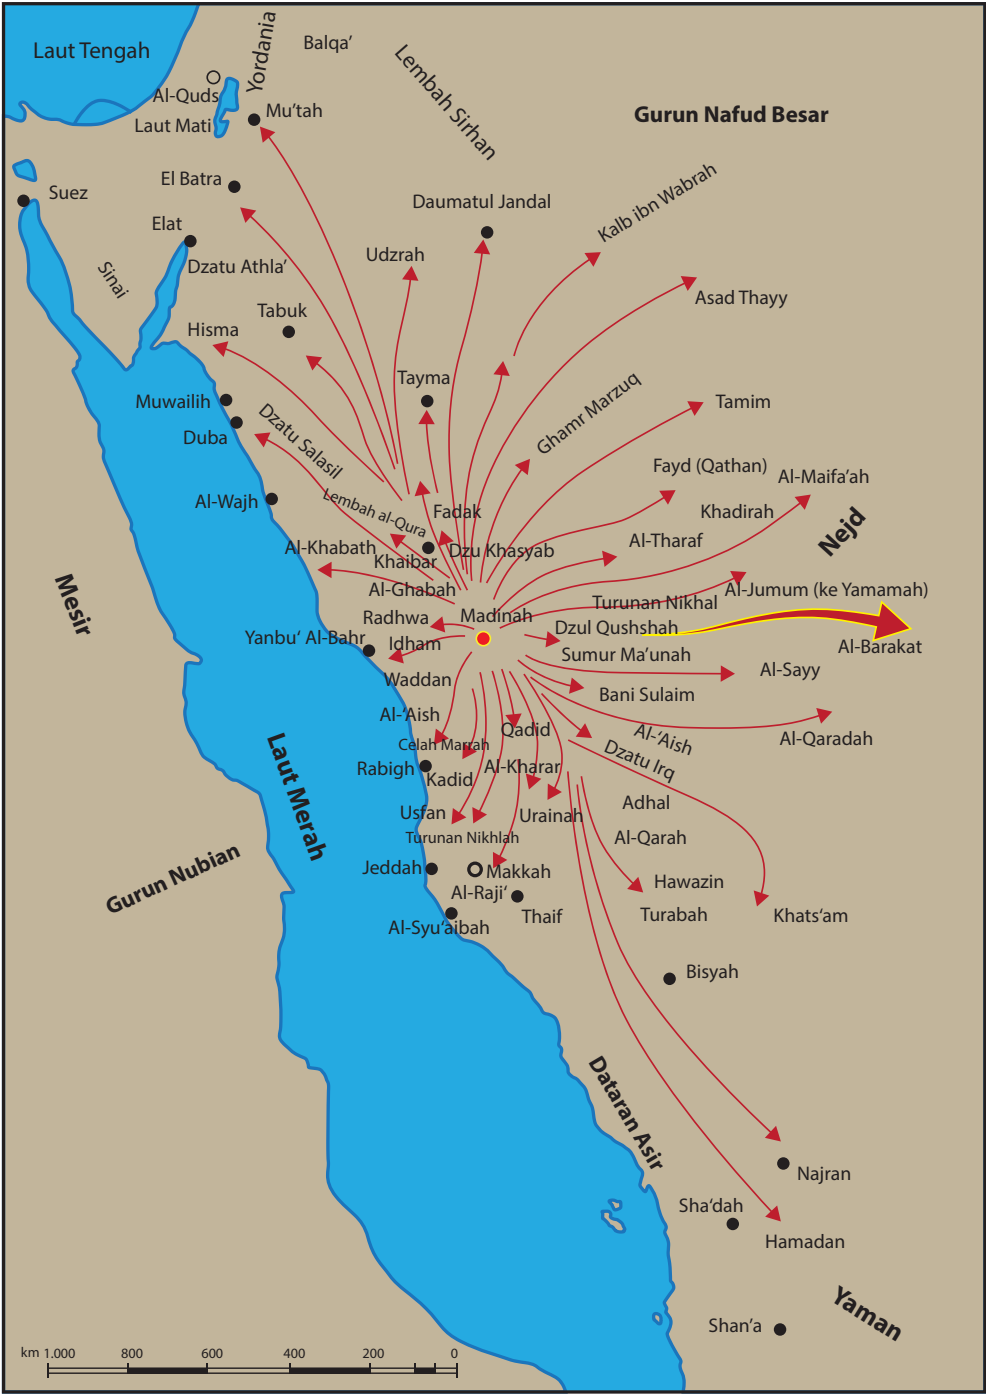 Laut Tengah
Yordania
Balqa’
Lembah Sirhan
Al-Quds
Laut Mati
Mu’tah
Gurun Nafud Besar
El Batra
Suez
Daumatul Jandal
Kalb ibn Wabrah
Elat
Udzrah
Dzatu Athla’
Sinai
Asad Thayy
Tabuk
Hisma
Tayma
Muwailih
Dzatu Salasil
Ghamr Marzuq
Tamim
Duba
Fayd (Qathan)
Al-Maifa’ah
Al-Wajh
Lembah al-Qura
Fadak
Khadirah
Nejd
Al-Khabath
Khaibar
Dzu Khasyab
Al-Tharaf
Al-Ghabah
Al-Jumum (ke Yamamah)
Mesir
Radhwa
Madinah
Turunan Nikhal
Yanbu‘ Al-Bahr
Idham
Dzul Qushshah
Al-Barakat
Sumur Ma’unah
Al-Sayy
Waddan
Bani Sulaim
Al-‘Aish
Qadid
Al-‘Aish
Al-Qaradah
Celah Marrah
Dzatu Irq
Rabigh
Kadid
Al-Kharar
Laut Merah
Adhal
Usfan
Urainah
Turunan Nikhlah
Al-Qarah
Gurun Nubian
Jeddah
Makkah
Hawazin
Al-Raji‘
Thaif
Turabah
Khats‘am
Al-Syu‘aibah
Bisyah
Dataran Asir
Najran
Sha‘dah
Hamadan
Yaman
Shan’a
km 1.000 800 600 400 200 0